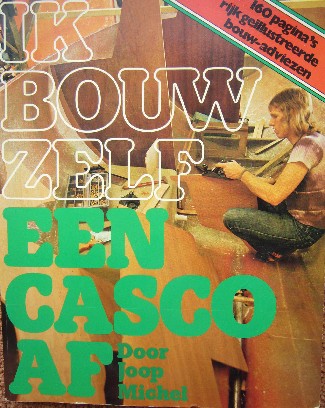 160 pagina's
rijk geïllustreerde
bouw-adviezen
IK
BOUW
ZELF
EEN
CASCO
AF
Door
Joop
Michel